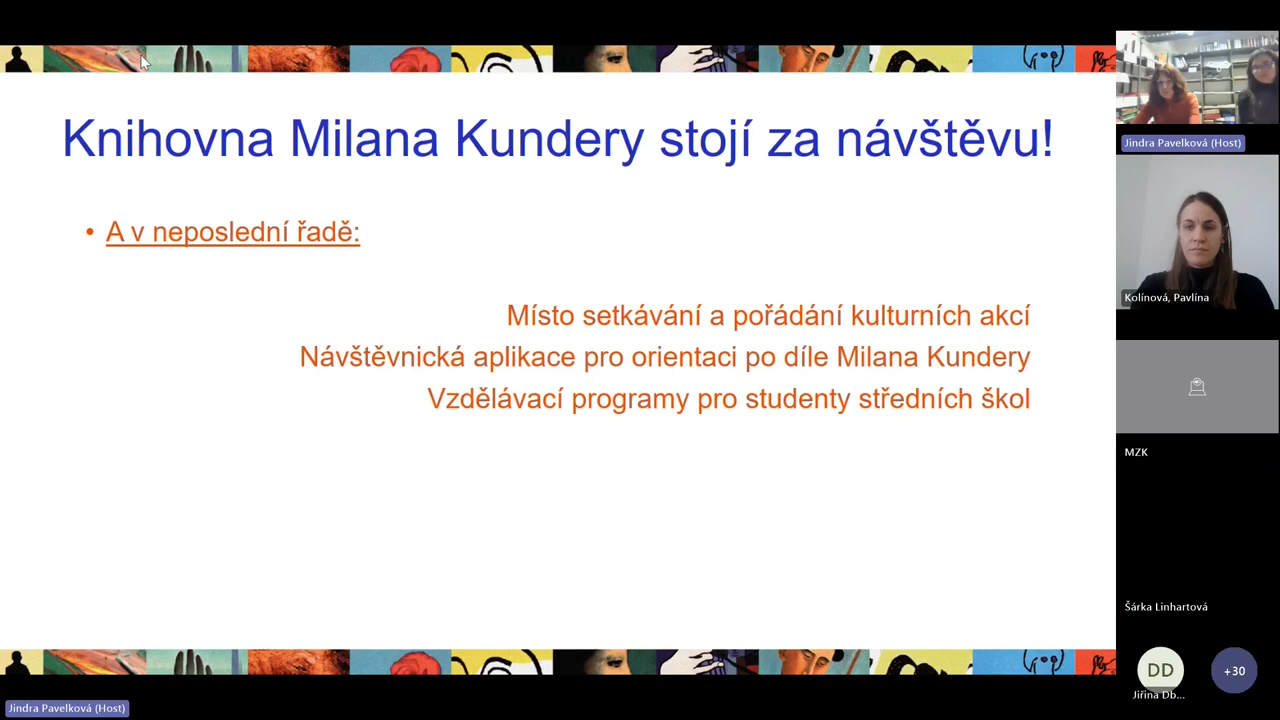 Knihovna Milana Kundery stojí za návštěvu!
• A v neposlední řadě:
Místo setkávání a pořádání kulturních akcí
Návštěvnická aplikace pro orientaci po díle Milana Kundery
Vzdělávací programy pro studenty středních škol
Jindra Pavelková (Host)
Kolínová, Pavlína
MZK
Šárka Linhartová
DD
+30
Jiřina Db...
Jindra Pavelková (Host)